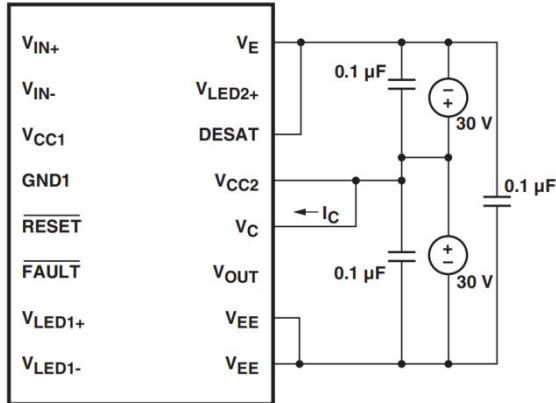 V_IN+ V_E
0.1 µF
V_IN- V_LED2+
30 V
V_CC1 DESAT
GND1 V_CC2
0.1 µF
I_C
RESET V_C
FAULT V_OUT
0.1 µF
30 V
V_LED1+ V_EE
V_LED1- V_EE